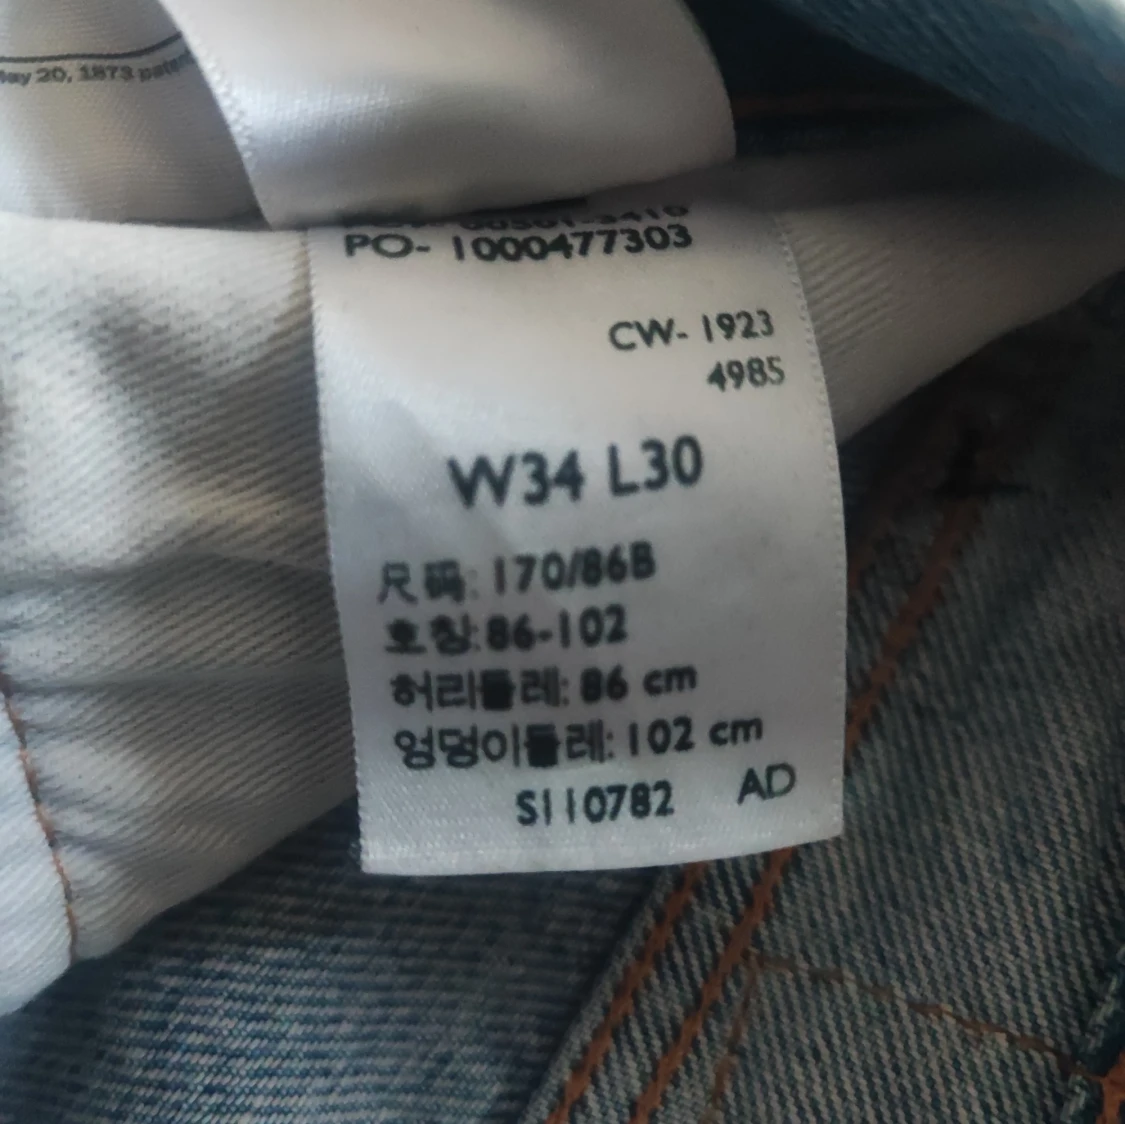 May 20, 1873
PO- 1000477303
CW- 1923
4985
W34 L30
尺码: 170/86B
호칭: 86-102
허리둘레: 86 cm
엉덩이둘레: 102 cm
S110782 AD